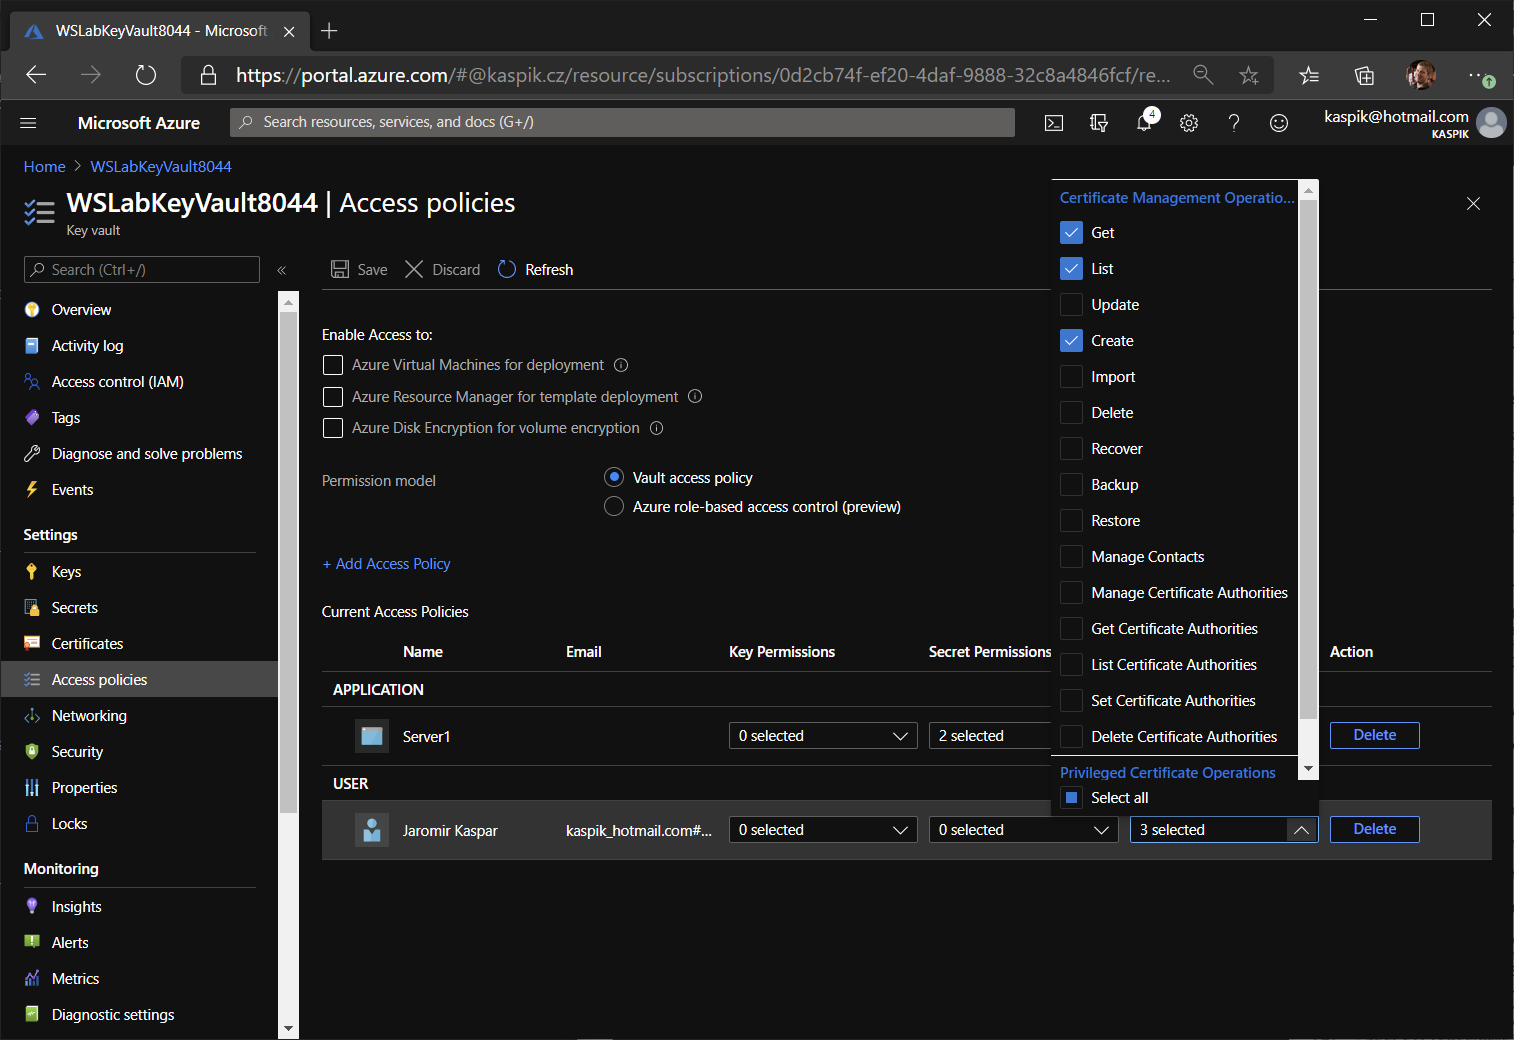 WSLabKeyVault8044 - Microsoft
https://portal.azure.com/#@kaspik.cz/resource/subscriptions/0d2cb74f-ef20-4daf-9888-32c8a4846fcf/re...
Microsoft Azure
Search resources, services, and docs (G+/)
4
kaspik@hotmail.com
KASPIK
Home > WSLabKeyVault8044
WSLabKeyVault8044 | Access policies
Key vault
Search (Ctrl+/)
«
Overview
Activity log
Access control (IAM)
Tags
Diagnose and solve problems
Events
Settings
Keys
Secrets
Certificates
Access policies
Networking
Security
Properties
Locks
Monitoring
Insights
Alerts
Metrics
Diagnostic settings
Save Discard Refresh
Enable Access to:
Azure Virtual Machines for deployment
Azure Resource Manager for template deployment
Azure Disk Encryption for volume encryption
Permission model
Vault access policy
Azure role-based access control (preview)
+ Add Access Policy
Current Access Policies
Name Email Key Permissions Secret Permissions Action
APPLICATION
Server1 0 selected 2 selected Delete
USER
Jaromir Kaspar kaspik_hotmail.com#... 0 selected 0 selected 3 selected Delete
Certificate Management Operatio...
Get
List
Update
Create
Import
Delete
Recover
Backup
Restore
Manage Contacts
Manage Certificate Authorities
Get Certificate Authorities
List Certificate Authorities
Set Certificate Authorities
Delete Certificate Authorities
Privileged Certificate Operations
Select all